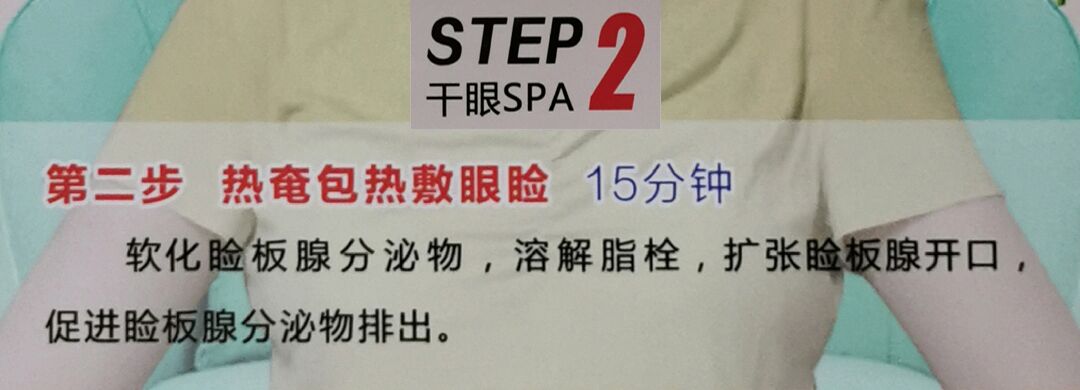 STEP 2
干眼SPA
第二步 热奄包热敷眼睑 15分钟
软化睑板腺分泌物，溶解脂栓，扩张睑板腺开口，
促进睑板腺分泌物排出。